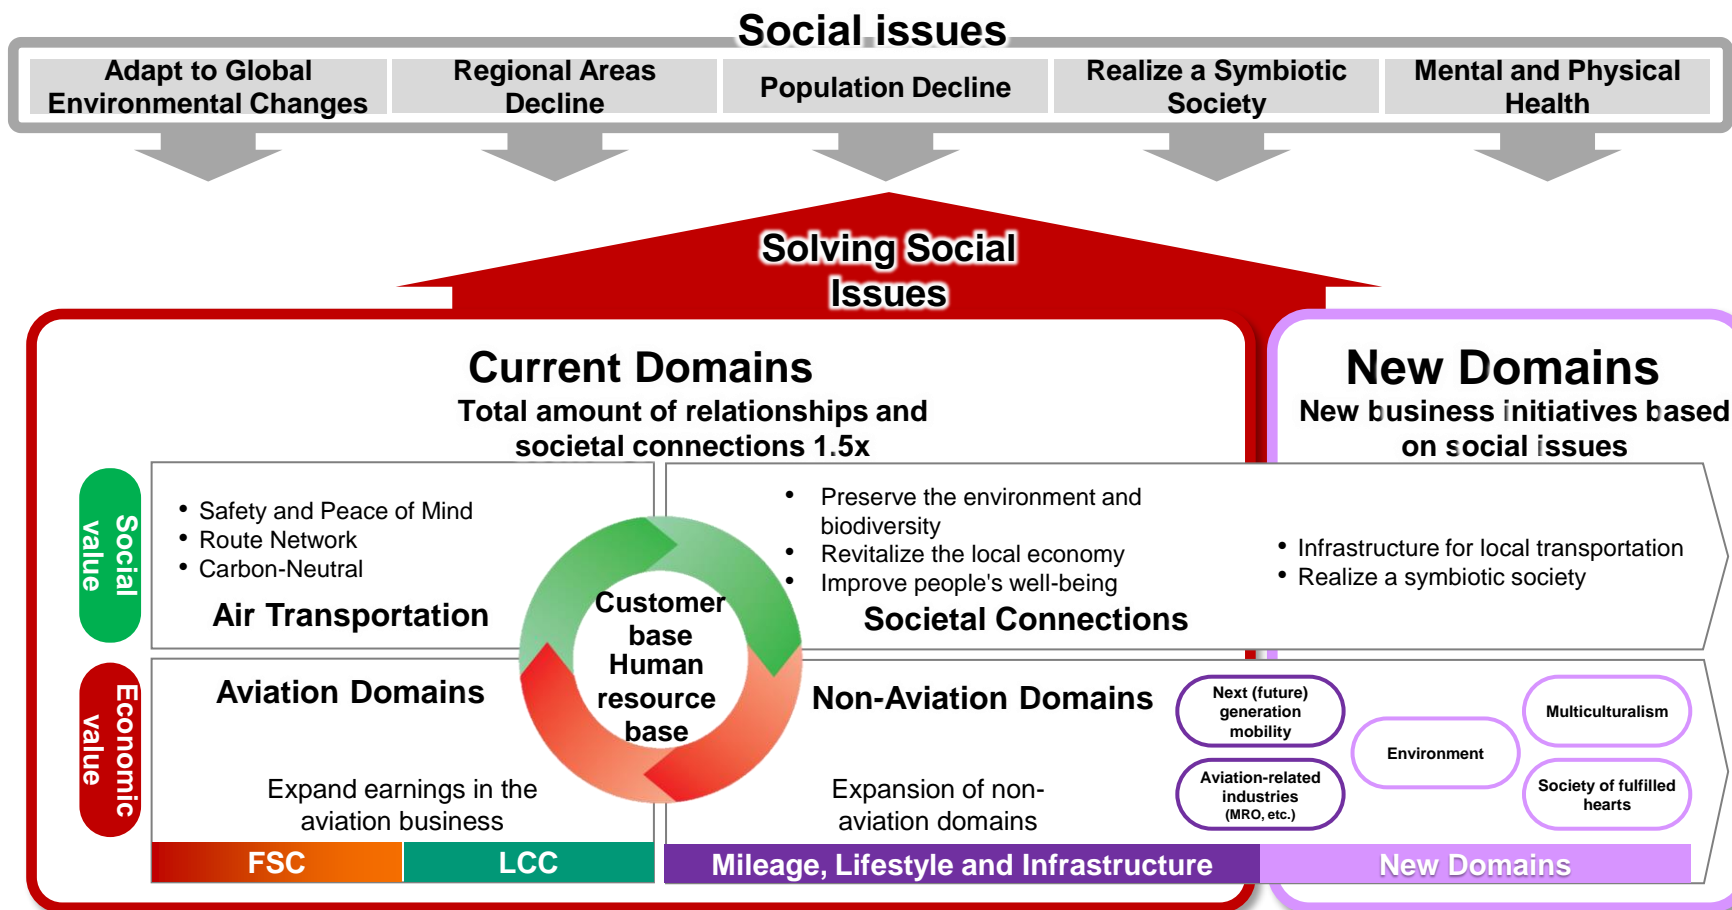 Social issues
Adapt to Global
Environmental Changes
Regional Areas
Decline
Population Decline
Realize a Symbiotic
Society
Mental and Physical
Health
Solving Social
Issues
Current Domains
Total amount of relationships and
societal connections 1.5x
New Domains
New business initiatives based
on social issues
Social
value
• Safety and Peace of Mind
• Route Network
• Carbon-Neutral
Air Transportation
Customer
base
Human
resource
base
• Preserve the environment and
biodiversity
• Revitalize the local economy
• Improve people's well-being
Societal Connections
• Infrastructure for local transportation
• Realize a symbiotic society
Economic
value
Aviation Domains
Expand earnings in the
aviation business
FSC
LCC
Non-Aviation Domains
Expansion of non-
aviation domains
Next (future)
generation
mobility
Aviation-related
industries
(MRO, etc.)
Environment
Multiculturalism
Society of fulfilled
hearts
Mileage, Lifestyle and Infrastructure
New Domains